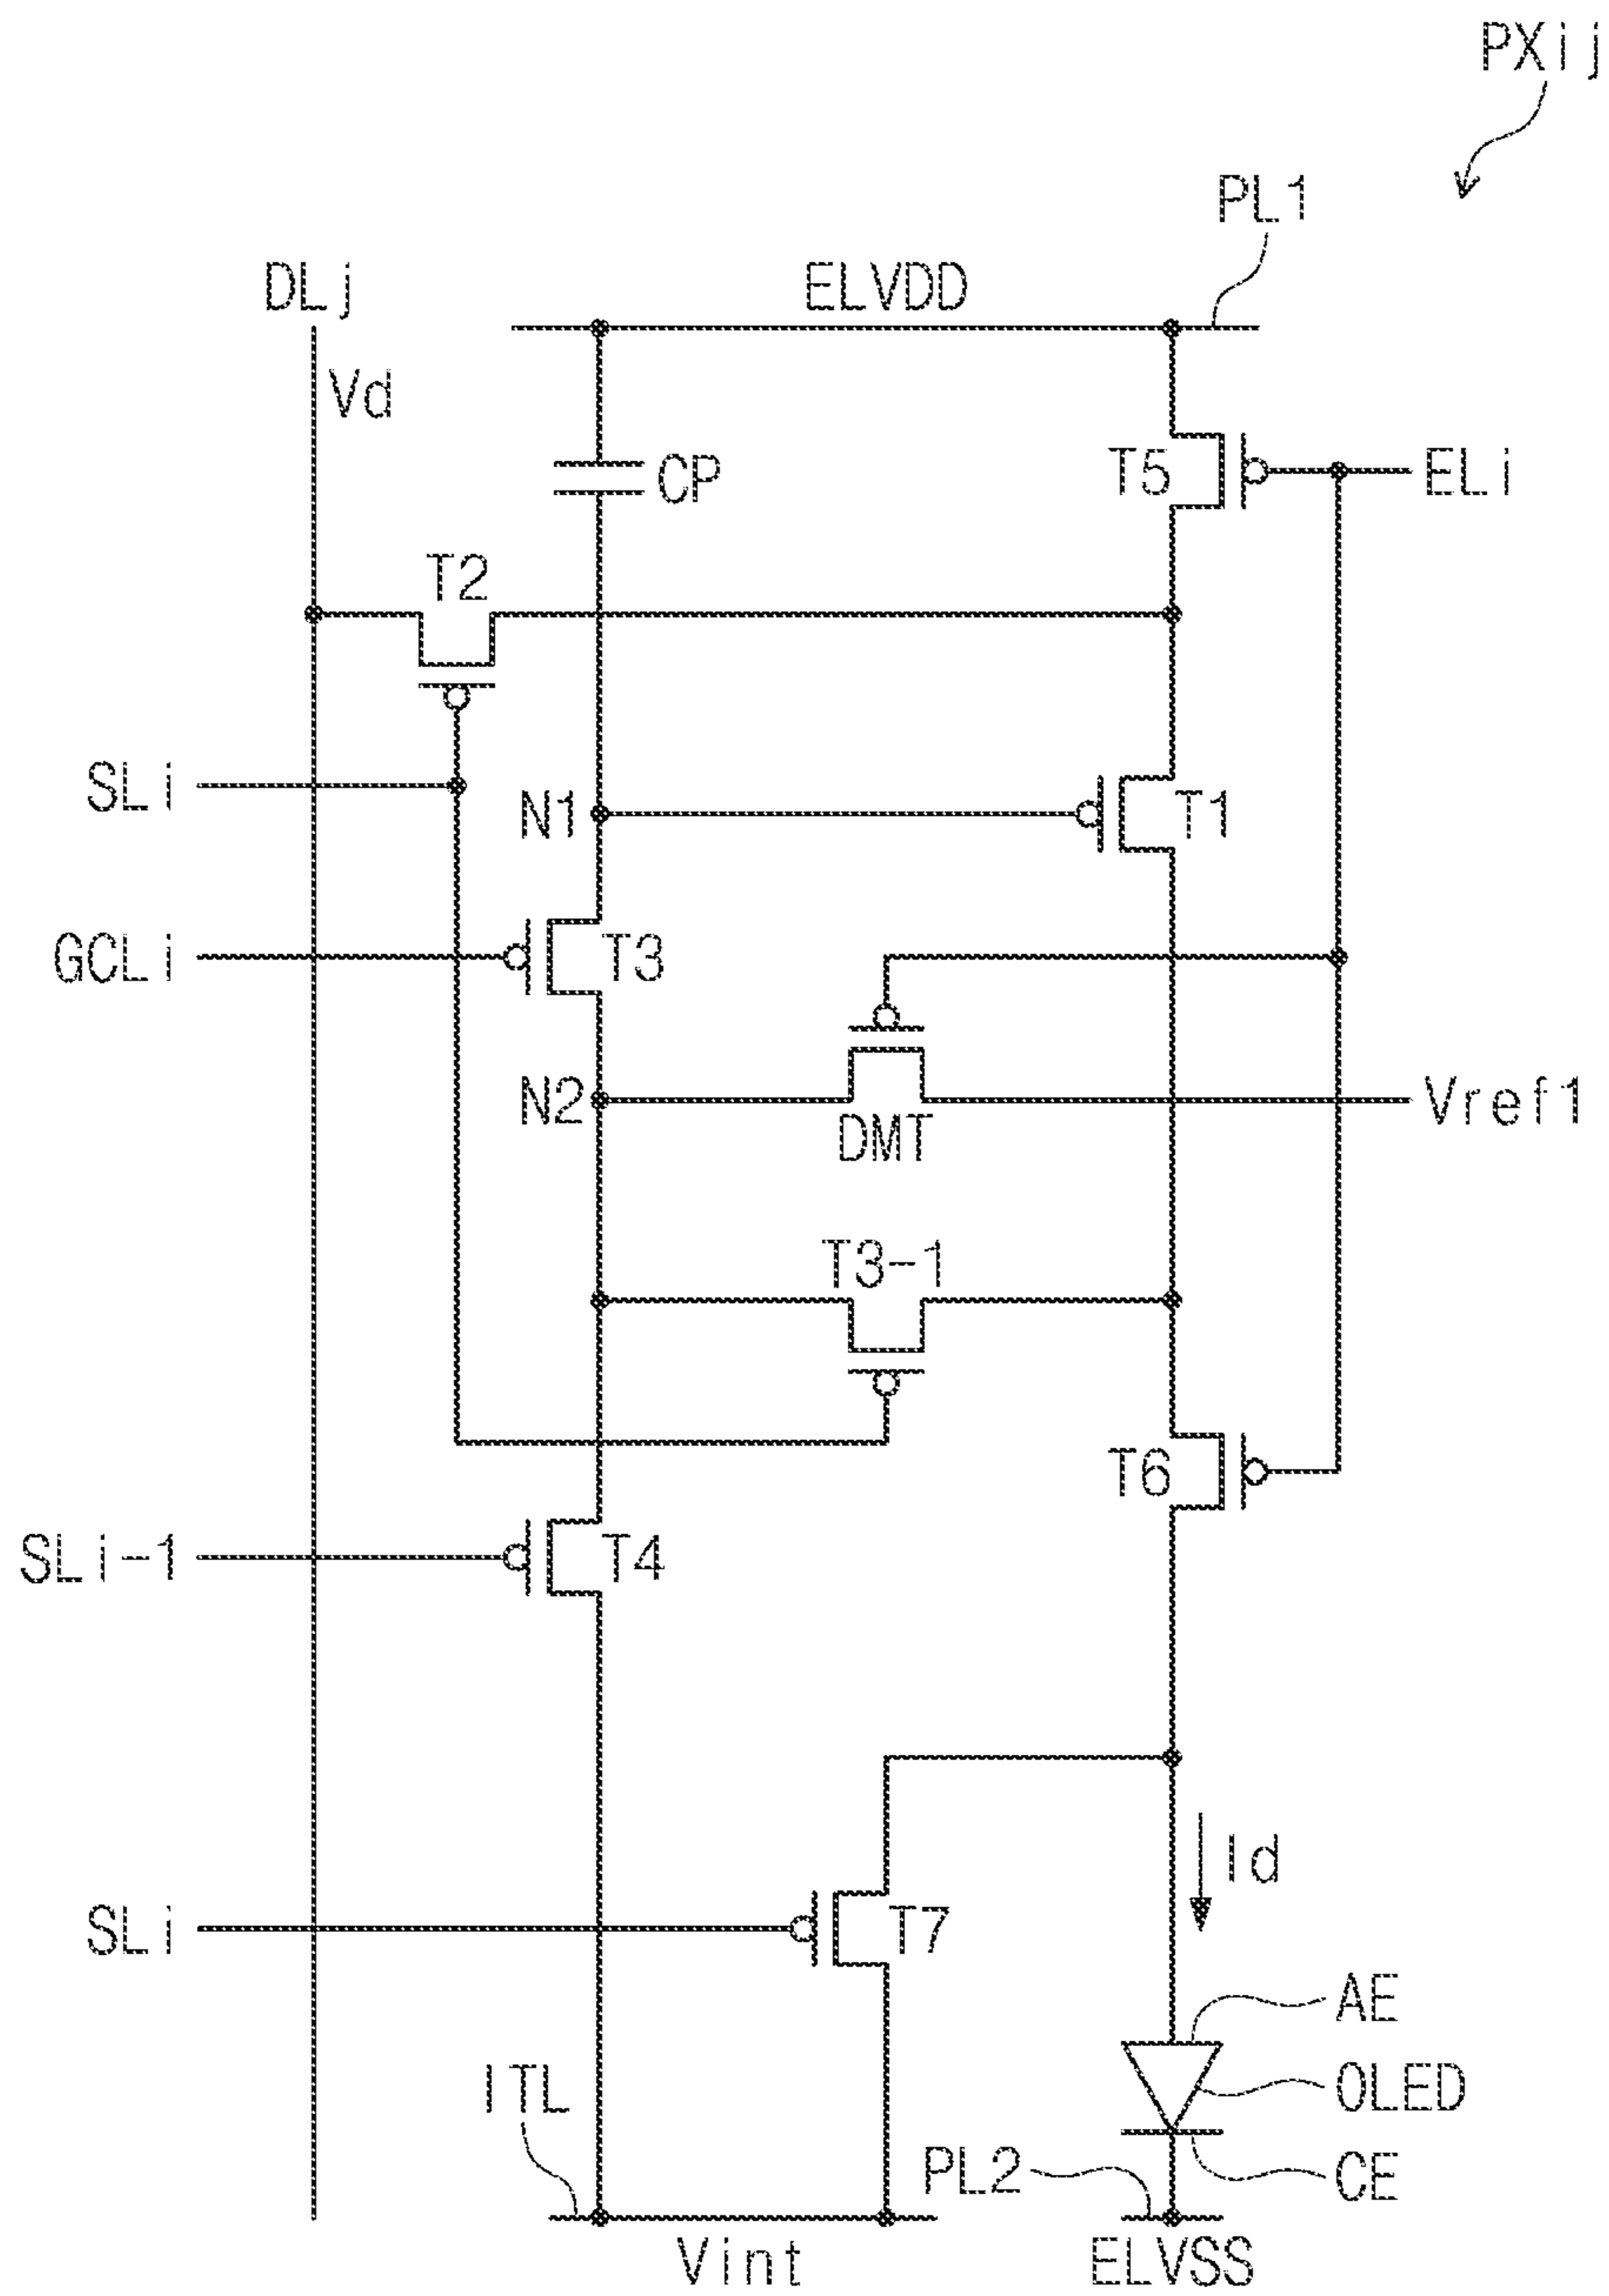 PXij
PL1
DLj
ELVDD
Vd
CP
T5
ELi
T2
SLi
N1
T1
GCLi
T3
N2
DMT
Vref1
T3-1
T6
SLi-1
T4
Id
SLi
T7
AE
ITL
OLED
PL2
CE
Vint
ELVSS